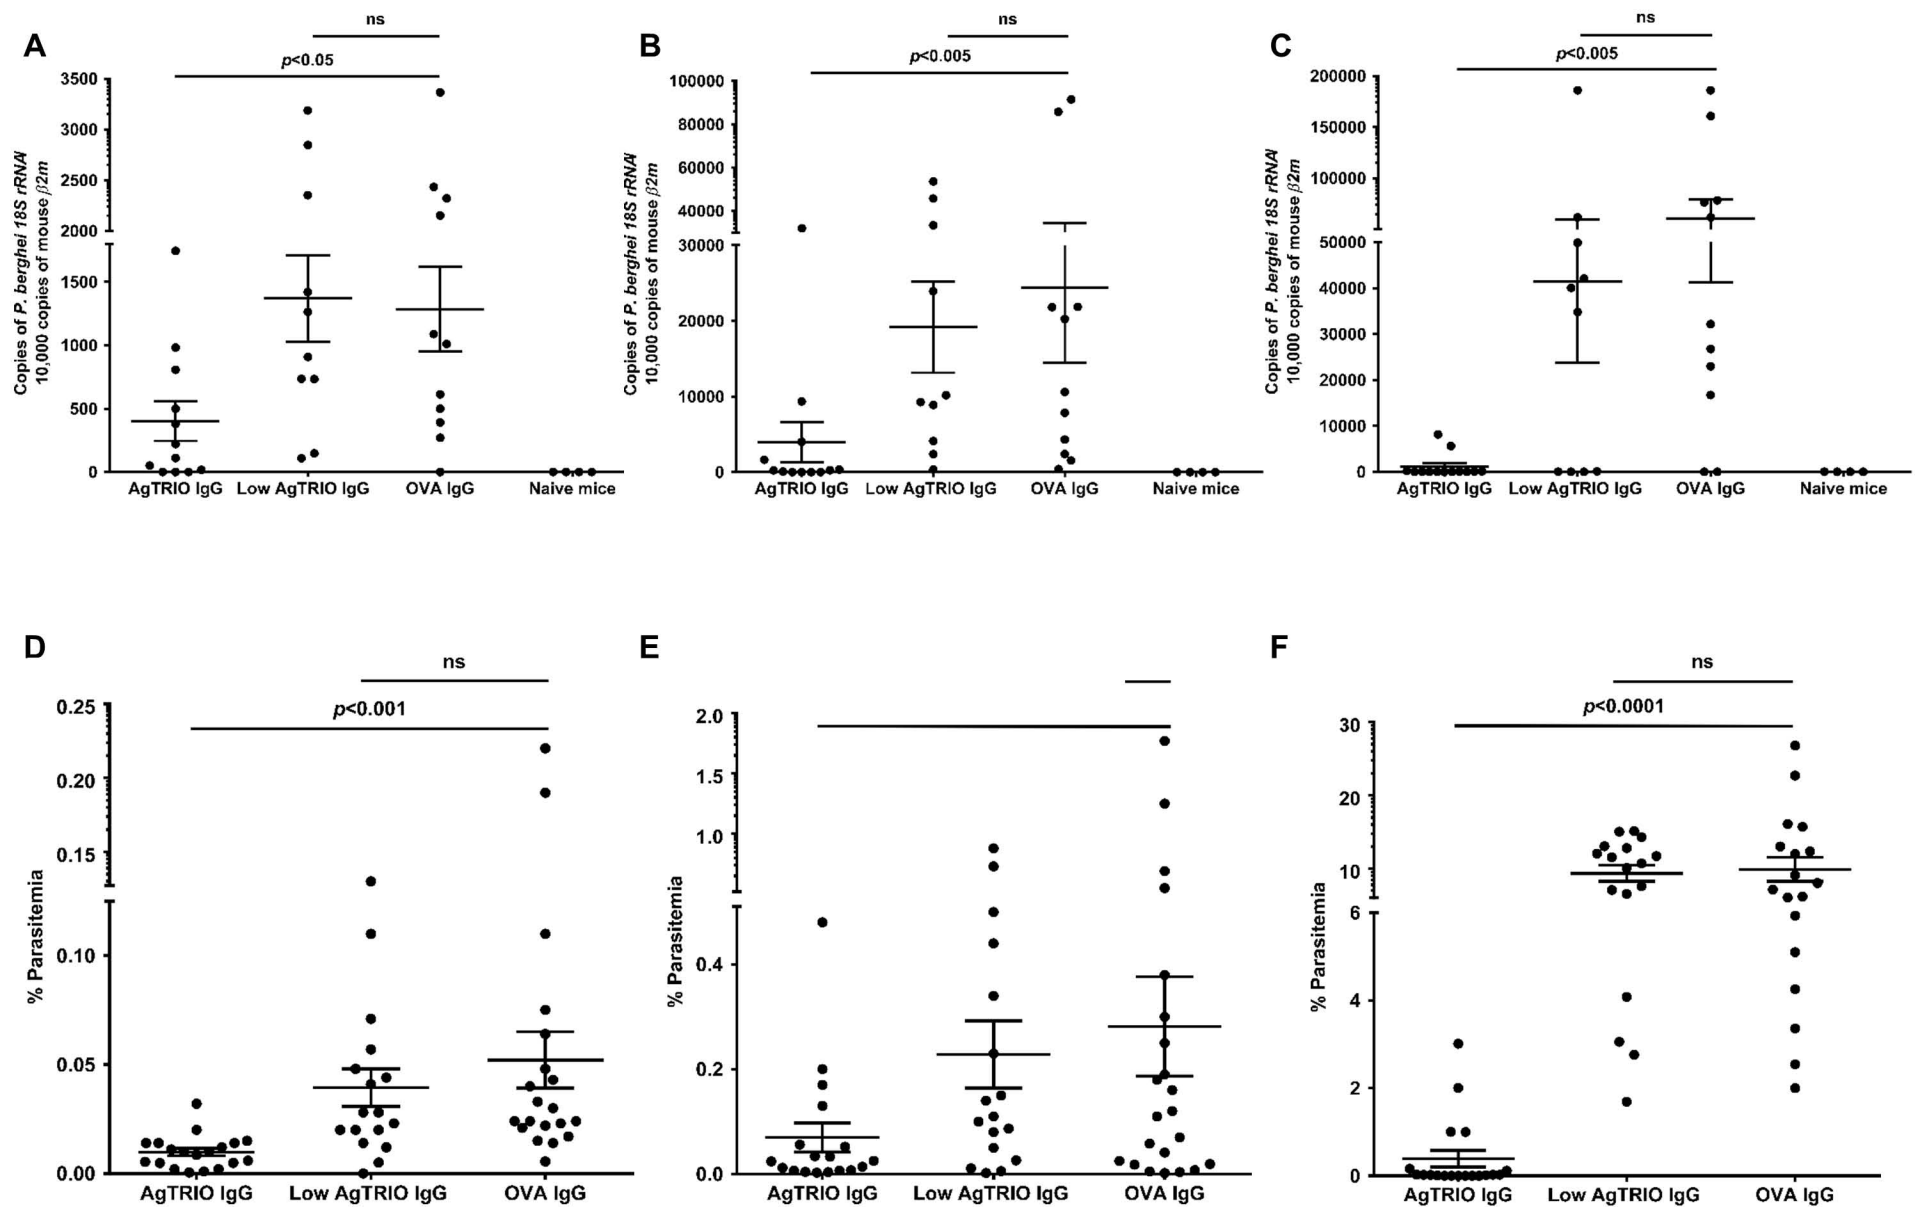 A
ns
p<0.05
Copies of P. berghei 18S rRNA/
10,000 copies of mouse β2m
3500
3000
2500
2000
1500
1000
500
0
AgTRIO IgG
Low AgTRIO IgG
OVA IgG
Naive mice
B
ns
p<0.005
Copies of P. berghei 18S rRNA/
10,000 copies of mouse β2m
100000
80000
60000
40000
30000
20000
10000
0
AgTRIO IgG
Low AgTRIO IgG
OVA IgG
Naive mice
C
ns
p<0.005
Copies of P. berghei 18S rRNA/
10,000 copies of mouse β2m
200000
150000
100000
50000
40000
30000
20000
10000
0
AgTRIO IgG
Low AgTRIO IgG
OVA IgG
Naive mice
D
ns
p<0.001
% Parasitemia
0.25
0.20
0.15
0.10
0.05
0.00
AgTRIO IgG
Low AgTRIO IgG
OVA IgG
E
% Parasitemia
2.0
1.5
1.0
0.4
0.2
0.0
AgTRIO IgG
Low AgTRIO IgG
OVA IgG
F
ns
p<0.0001
% Parasitemia
30
20
10
6
4
2
0
AgTRIO IgG
Low AgTRIO IgG
OVA IgG